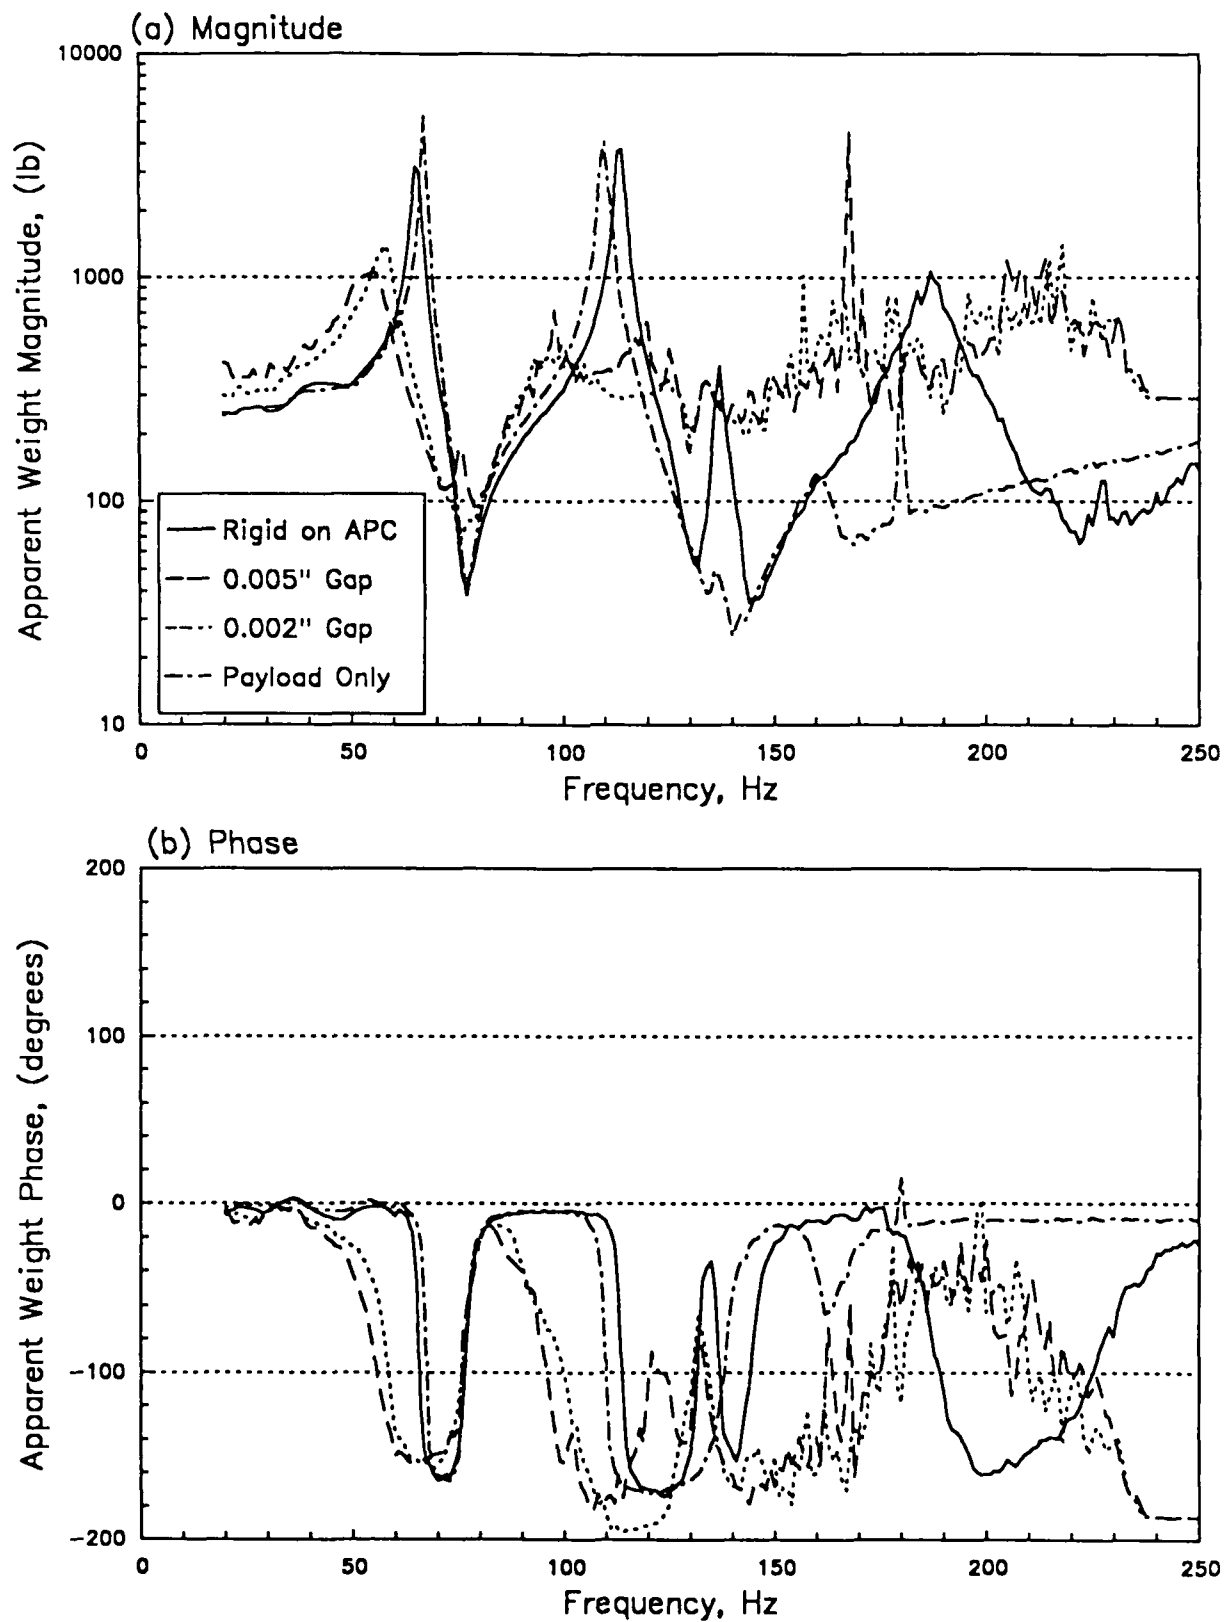 (a) Magnitude
10000
1000
100
10
Apparent Weight Magnitude, (lb)
Rigid on APC
0.005" Gap
0.002" Gap
Payload Only
0
50
100
150
200
250
Frequency, Hz
(b) Phase
200
100
0
-100
-200
Apparent Weight Phase, (degrees)
0
50
100
150
200
250
Frequency, Hz